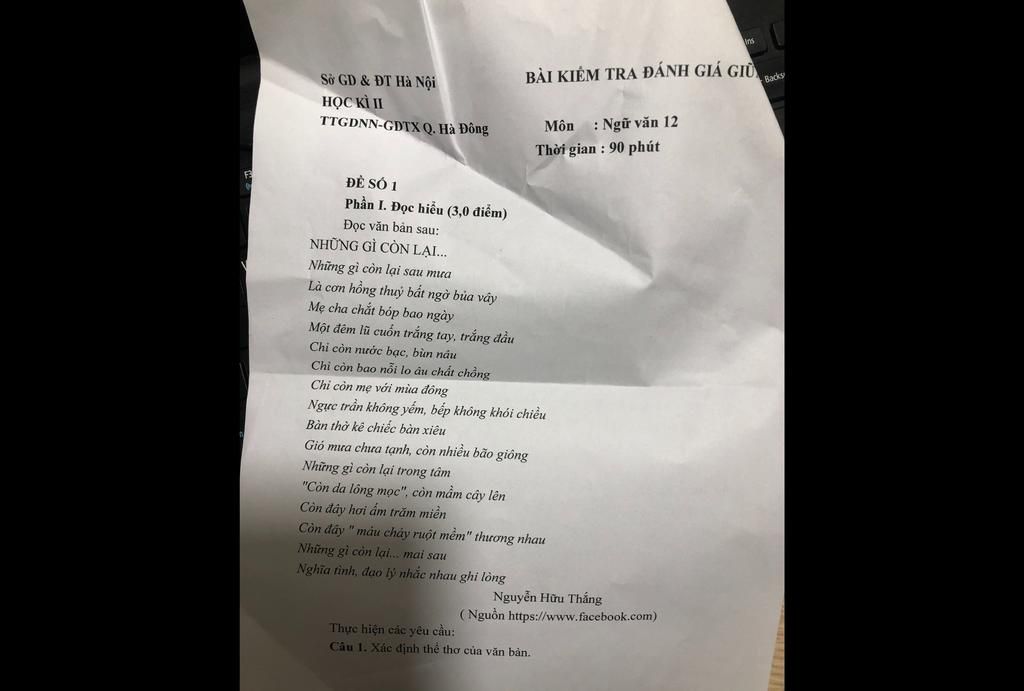 Sở GD & ĐT Hà Nội
BÀI KIỂM TRA ĐÁNH GIÁ GIỮ
HỌC KÌ II
TTGDNN-GDTX Q. Hà Đông
Môn : Ngữ văn 12
Thời gian : 90 phút
ĐỀ SỐ 1
Phần I. Đọc hiểu (3,0 điểm)
Đọc văn bản sau:
NHỮNG GÌ CÒN LẠI...
Những gì còn lại sau mưa
Là cơn hồng thuỷ bất ngờ bủa vây
Mẹ cha chắt bóp bao ngày
Một đêm lũ cuốn trắng tay, trắng đầu
Chỉ còn nước bạc, bùn nâu
Chỉ còn bao nỗi lo âu chất chồng
Chỉ còn mẹ với mùa đông
Ngực trần không yếm, bếp không khói chiều
Bàn thờ kê chiếc bàn xiêu
Gió mưa chưa tạnh, còn nhiều bão giông
Những gì còn lại trong tâm
"Còn da lông mọc", còn mầm cây lên
Còn đây hơi ấm trăm miền
Còn đây " máu chảy ruột mềm" thương nhau
Những gì còn lại... mai sau
Nghĩa tình, đạo lý nhắc nhau ghi lòng
Nguyễn Hữu Thắng
( Nguồn https://www.facebook.com)
Thực hiện các yêu cầu:
Câu 1. Xác định thể thơ của văn bản.
Ins
Backs
F3